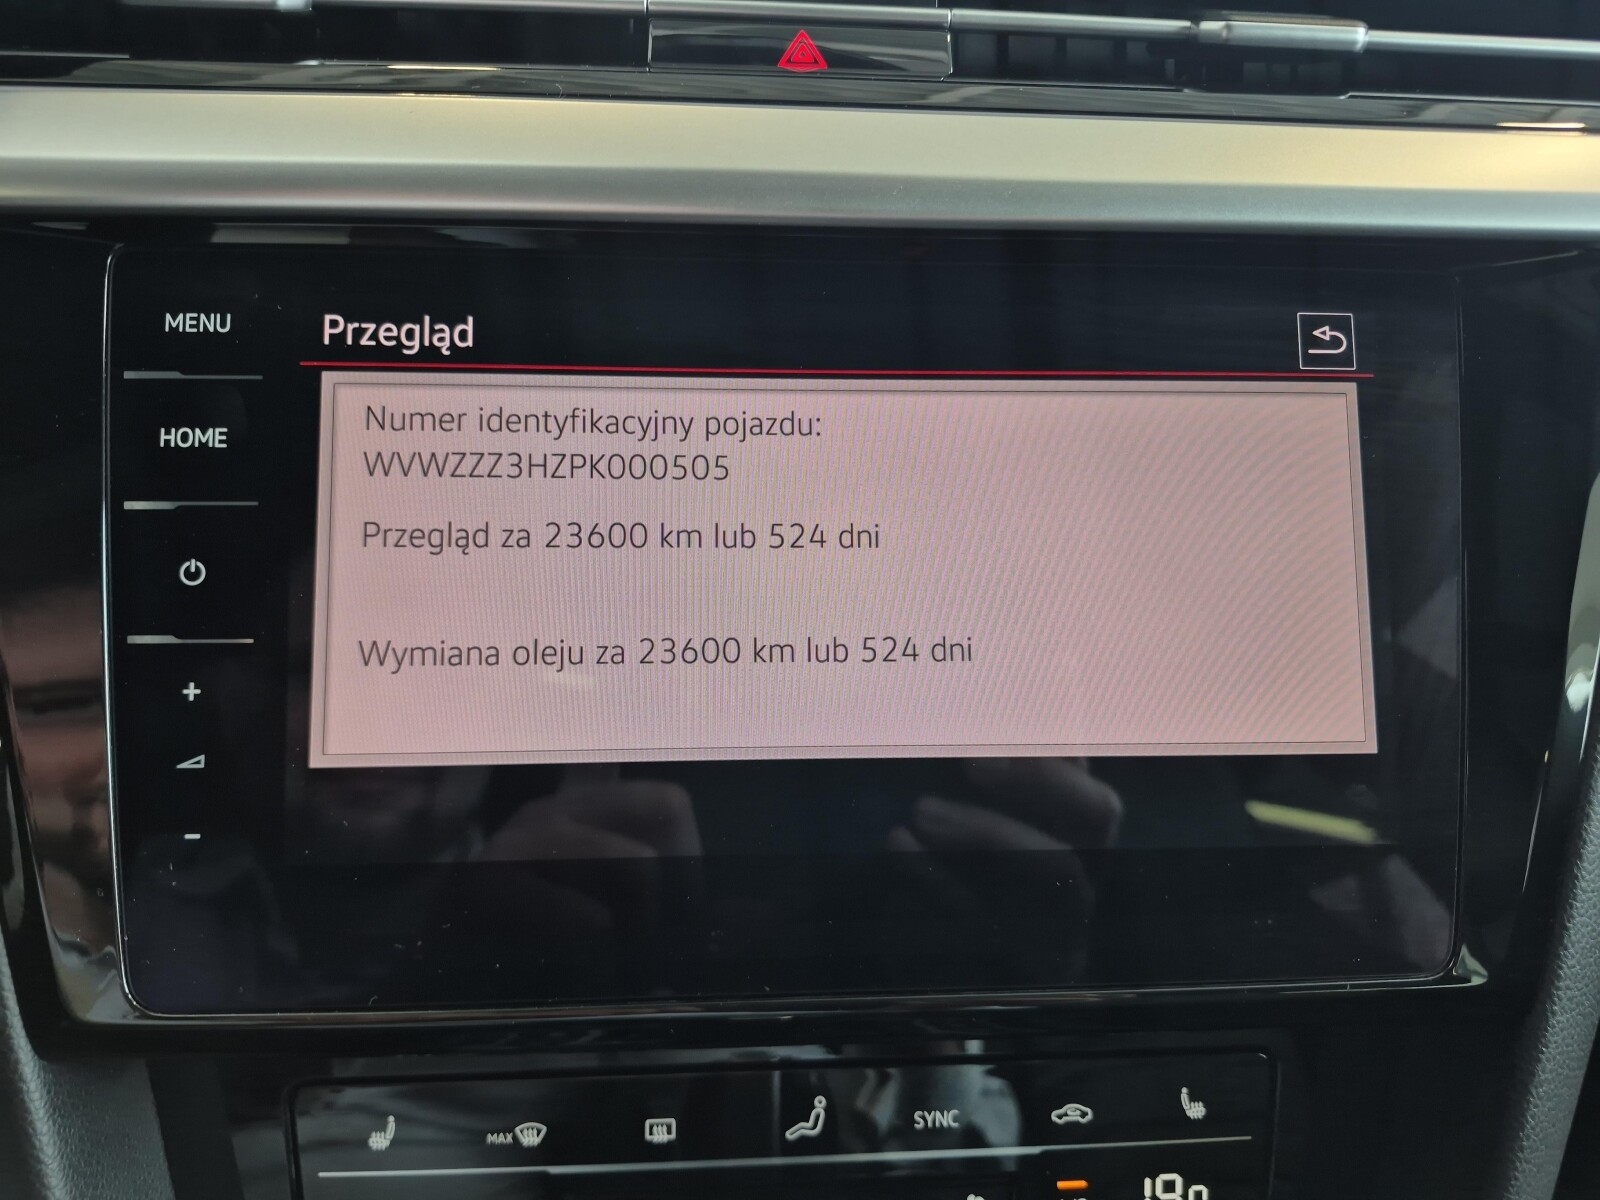 MENU
Przegląd
HOME
Numer identyfikacyjny pojazdu:
WVWZZZ3HZPK000505
Przegląd za 23600 km lub 524 dni
Wymiana oleju za 23600 km lub 524 dni
+
-
MAX
SYNC